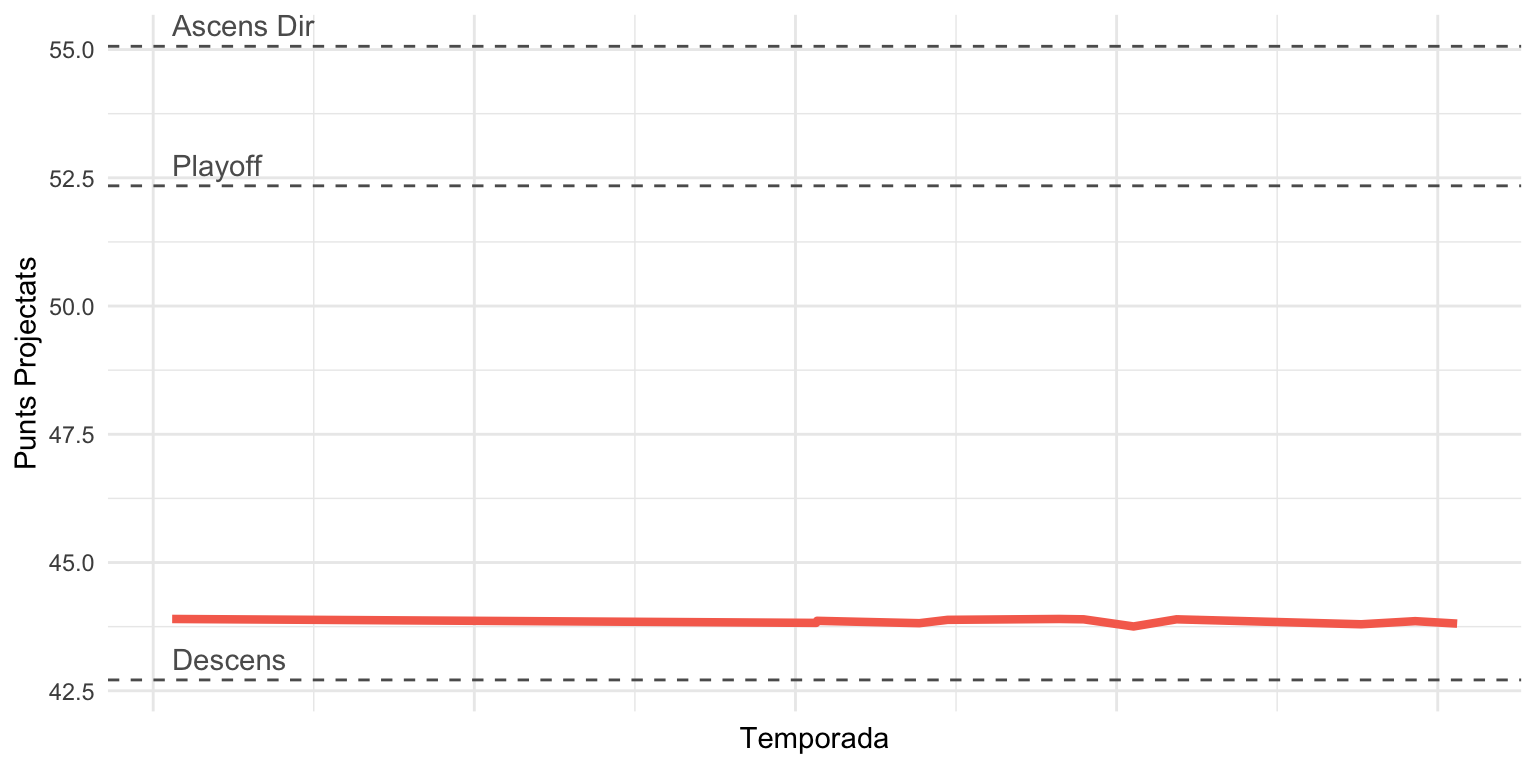 Ascens Dir
55.0
Playoff
52.5
50.0
Punts Projectats
47.5
45.0
Descens
42.5
Temporada